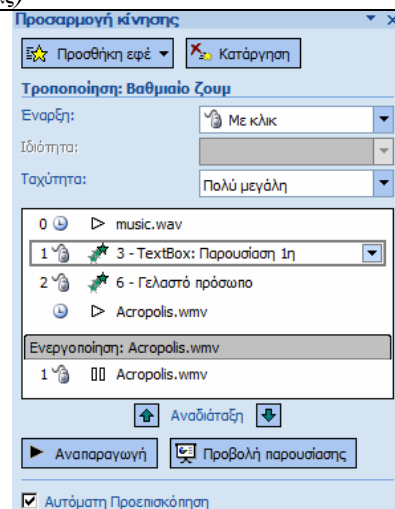 ς)
Προσαρμογή κίνησης
Προσθήκη εφέ Κατάργηση
Τροποποίηση: Βαθμιαίο ζουμ
Έναρξη: Με κλικ
Ιδιότητα:
Ταχύτητα: Πολύ μεγάλη
0 music.wav
1 3 - TextBox: Παρουσίαση 1η
2 6 - Γελαστό πρόσωπο
Acropolis.wmv
Ενεργοποίηση: Acropolis.wmv
1 Acropolis.wmv
Αναδιάταξη
Αναπαραγωγή Προβολή παρουσίασης
Αυτόματη Προεπισκόπηση